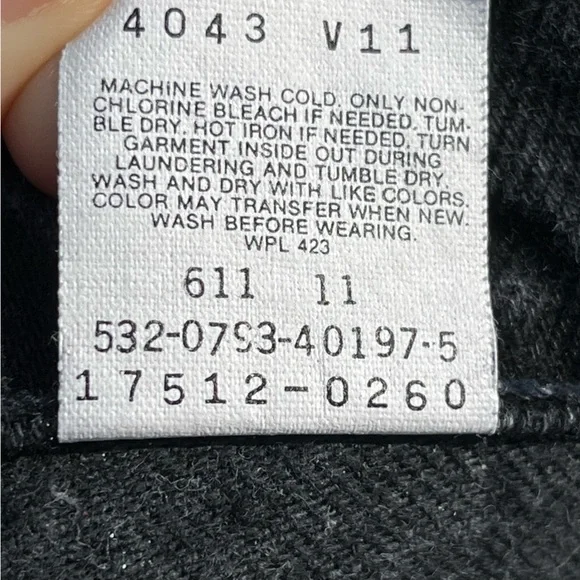 4043 V11
MACHINE WASH COLD. ONLY NON-
CHLORINE BLEACH IF NEEDED. TUM-
BLE DRY. HOT IRON IF NEEDED. TURN
GARMENT INSIDE OUT DURING
LAUNDERING AND TUMBLE DRY.
WASH AND DRY WITH LIKE COLORS.
COLOR MAY TRANSFER WHEN NEW.
WASH BEFORE WEARING.
WPL 423
611 11
532-0793-40197-5
17512-0260